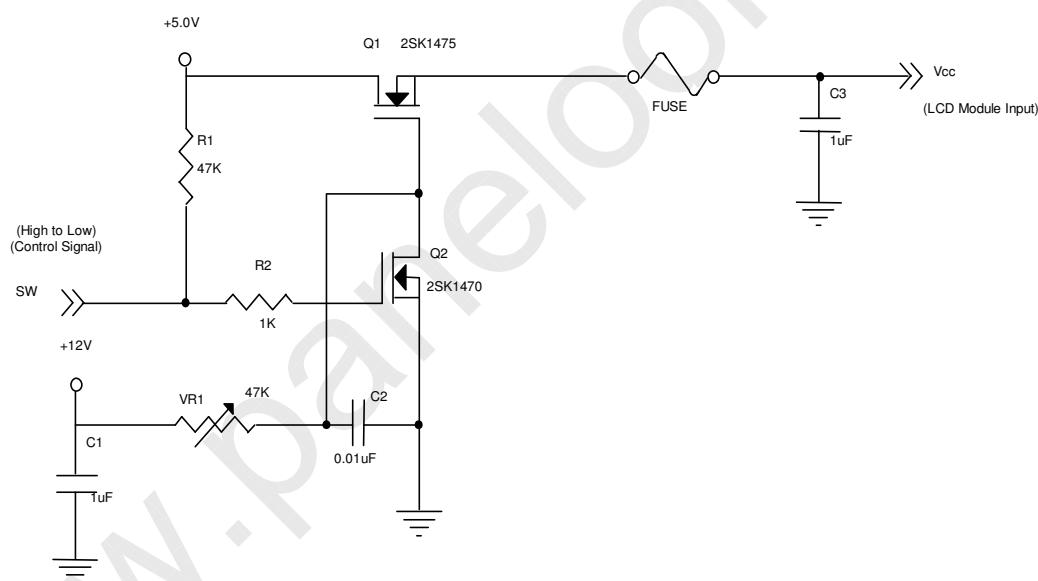 +5.0V
Q1 2SK1475
Vcc
C3
(LCD Module Input)
FUSE
R1
1uF
47K
(High to Low)
(Control Signal)
Q2
R2
SW
2SK1470
1K
+12V
47K
VR1
C2
C1
0.01uF
1uF
w.paneloo